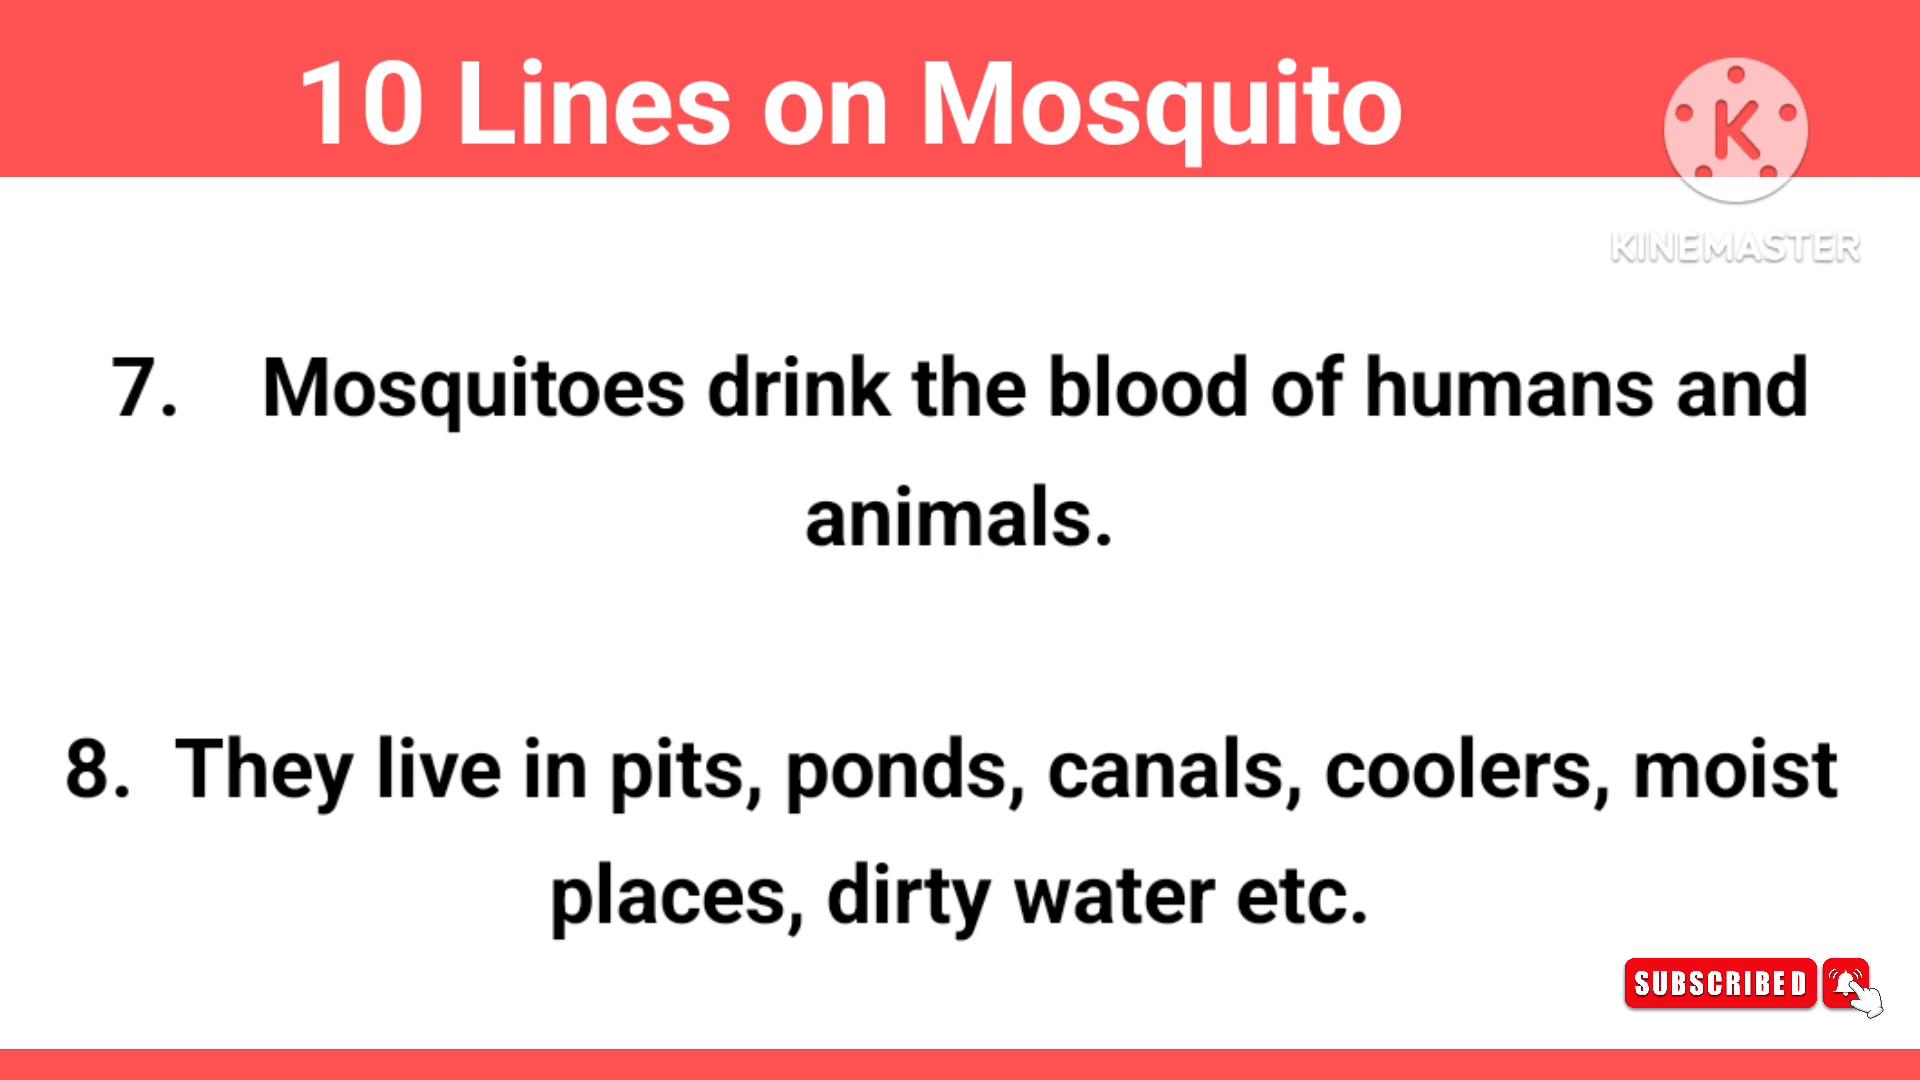 10 Lines on Mosquito
K
KINEMASTER
7. Mosquitoes drink the blood of humans and
animals.
8. They live in pits, ponds, canals, coolers, moist
places, dirty water etc.
SUBSCRIBED